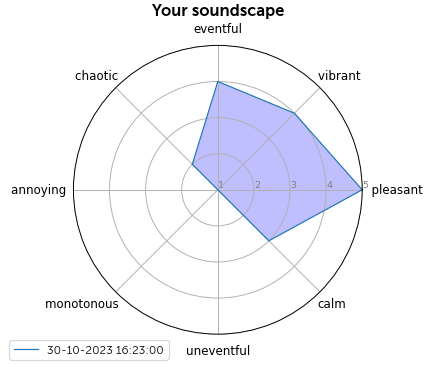 Your soundscape
eventful
chaotic
vibrant
annoying
1
2
3
4
5
pleasant
monotonous
calm
uneventful
30-10-2023 16:23:00